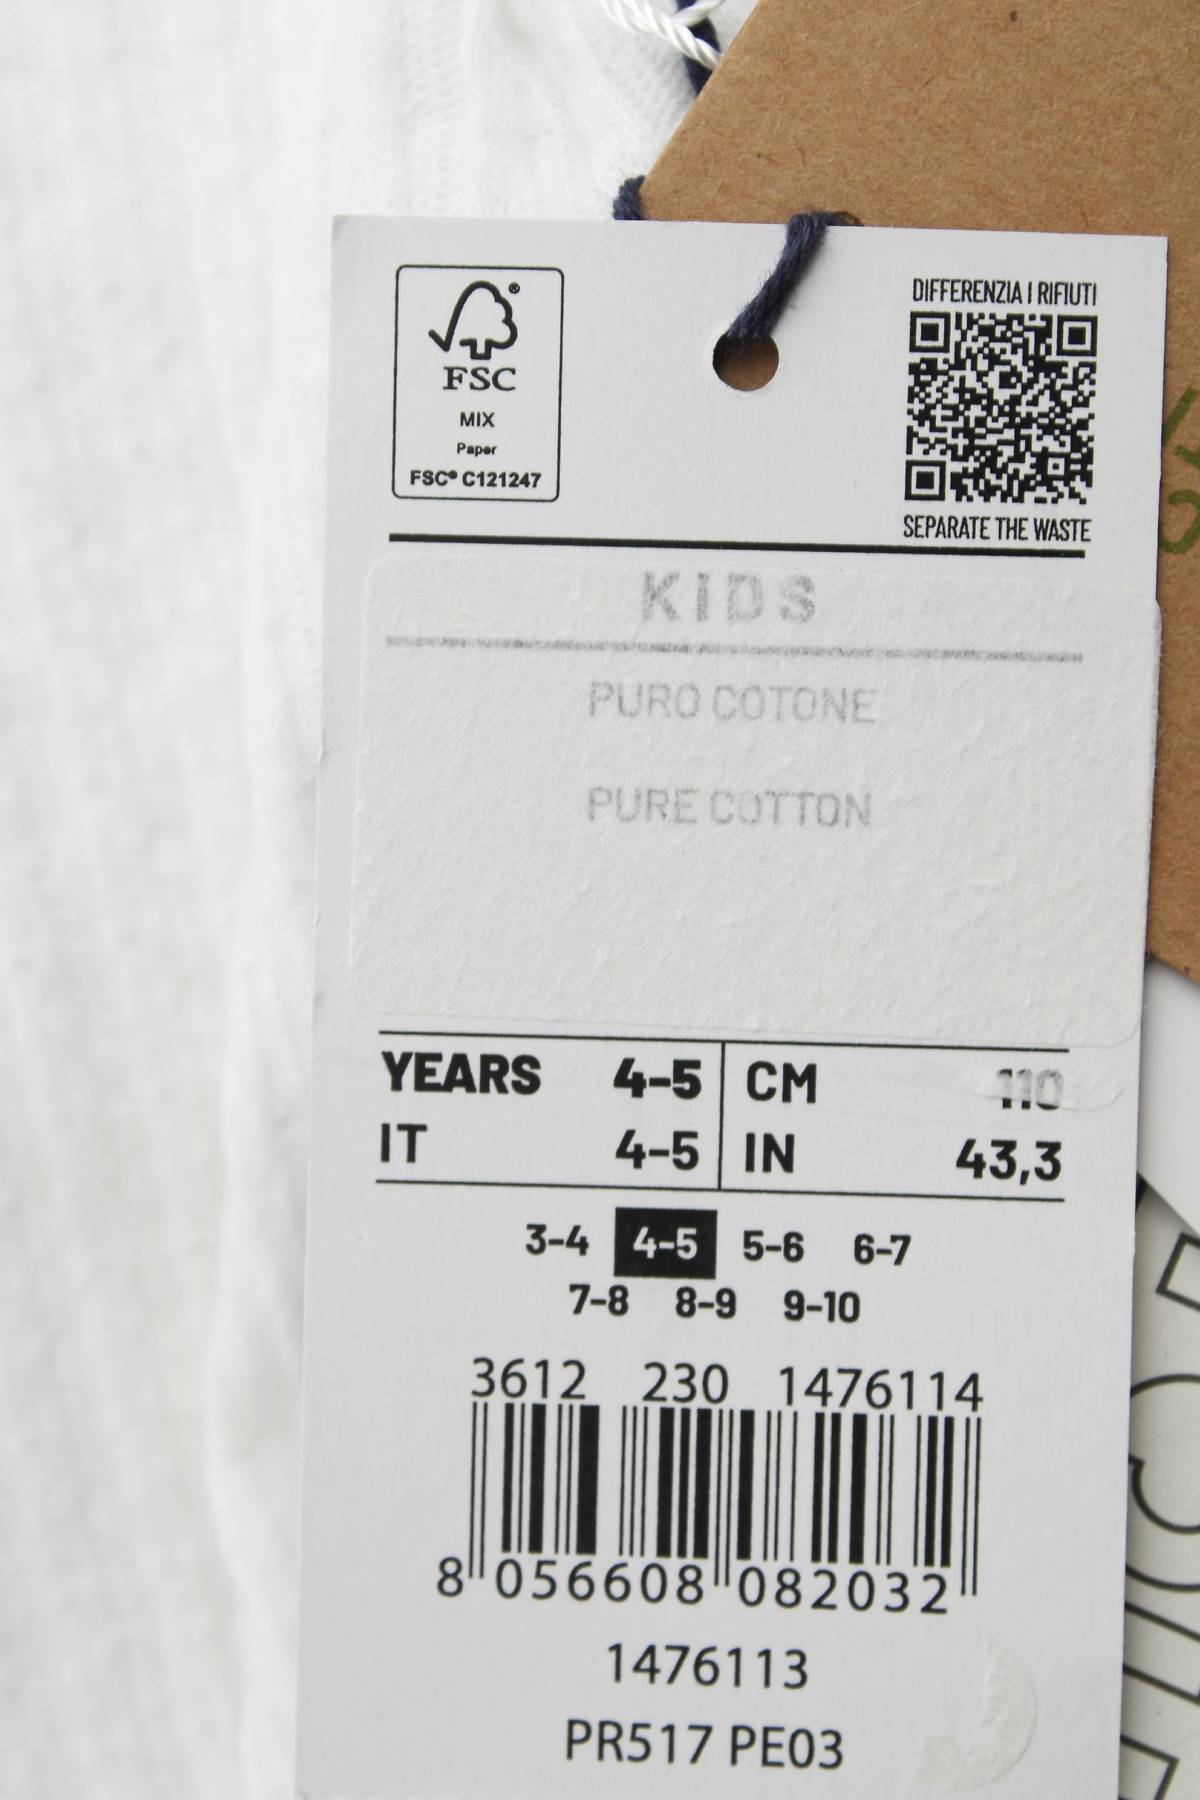 FSC
MIX
Paper
FSC® C121247
DIFFERENZIA I RIFIUTI
SEPARATE THE WASTE
KIDS
PURO COTONE
PURE COTTON
YEARS 4-5 CM 110
IT 4-5 IN 43,3
3-4 4-5 5-6 6-7
7-8 8-9 9-10
3612 230 1476114
8 056608 082032
1476113
PR517 PE03